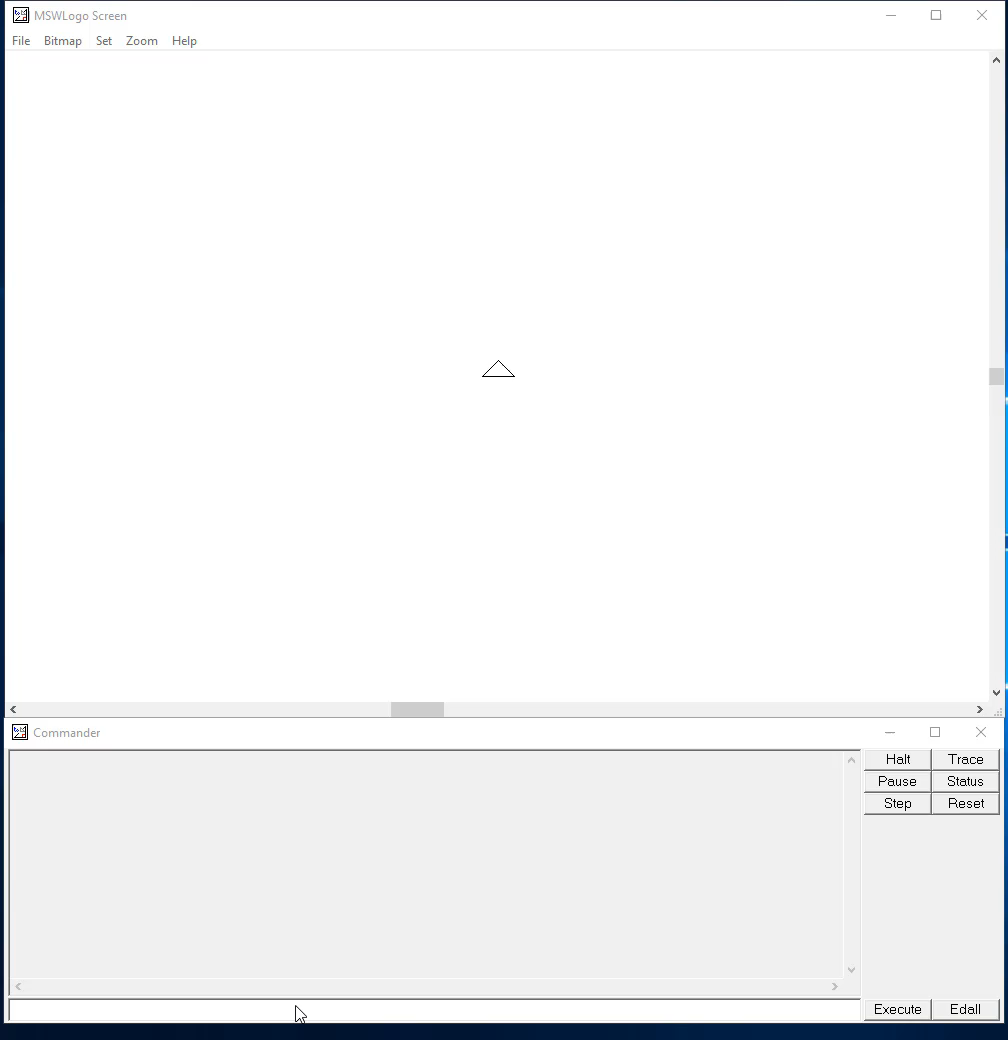 MSWLogo Screen
File Bitmap Set Zoom Help
Commander
Halt Trace
Pause Status
Step Reset
Execute Edall